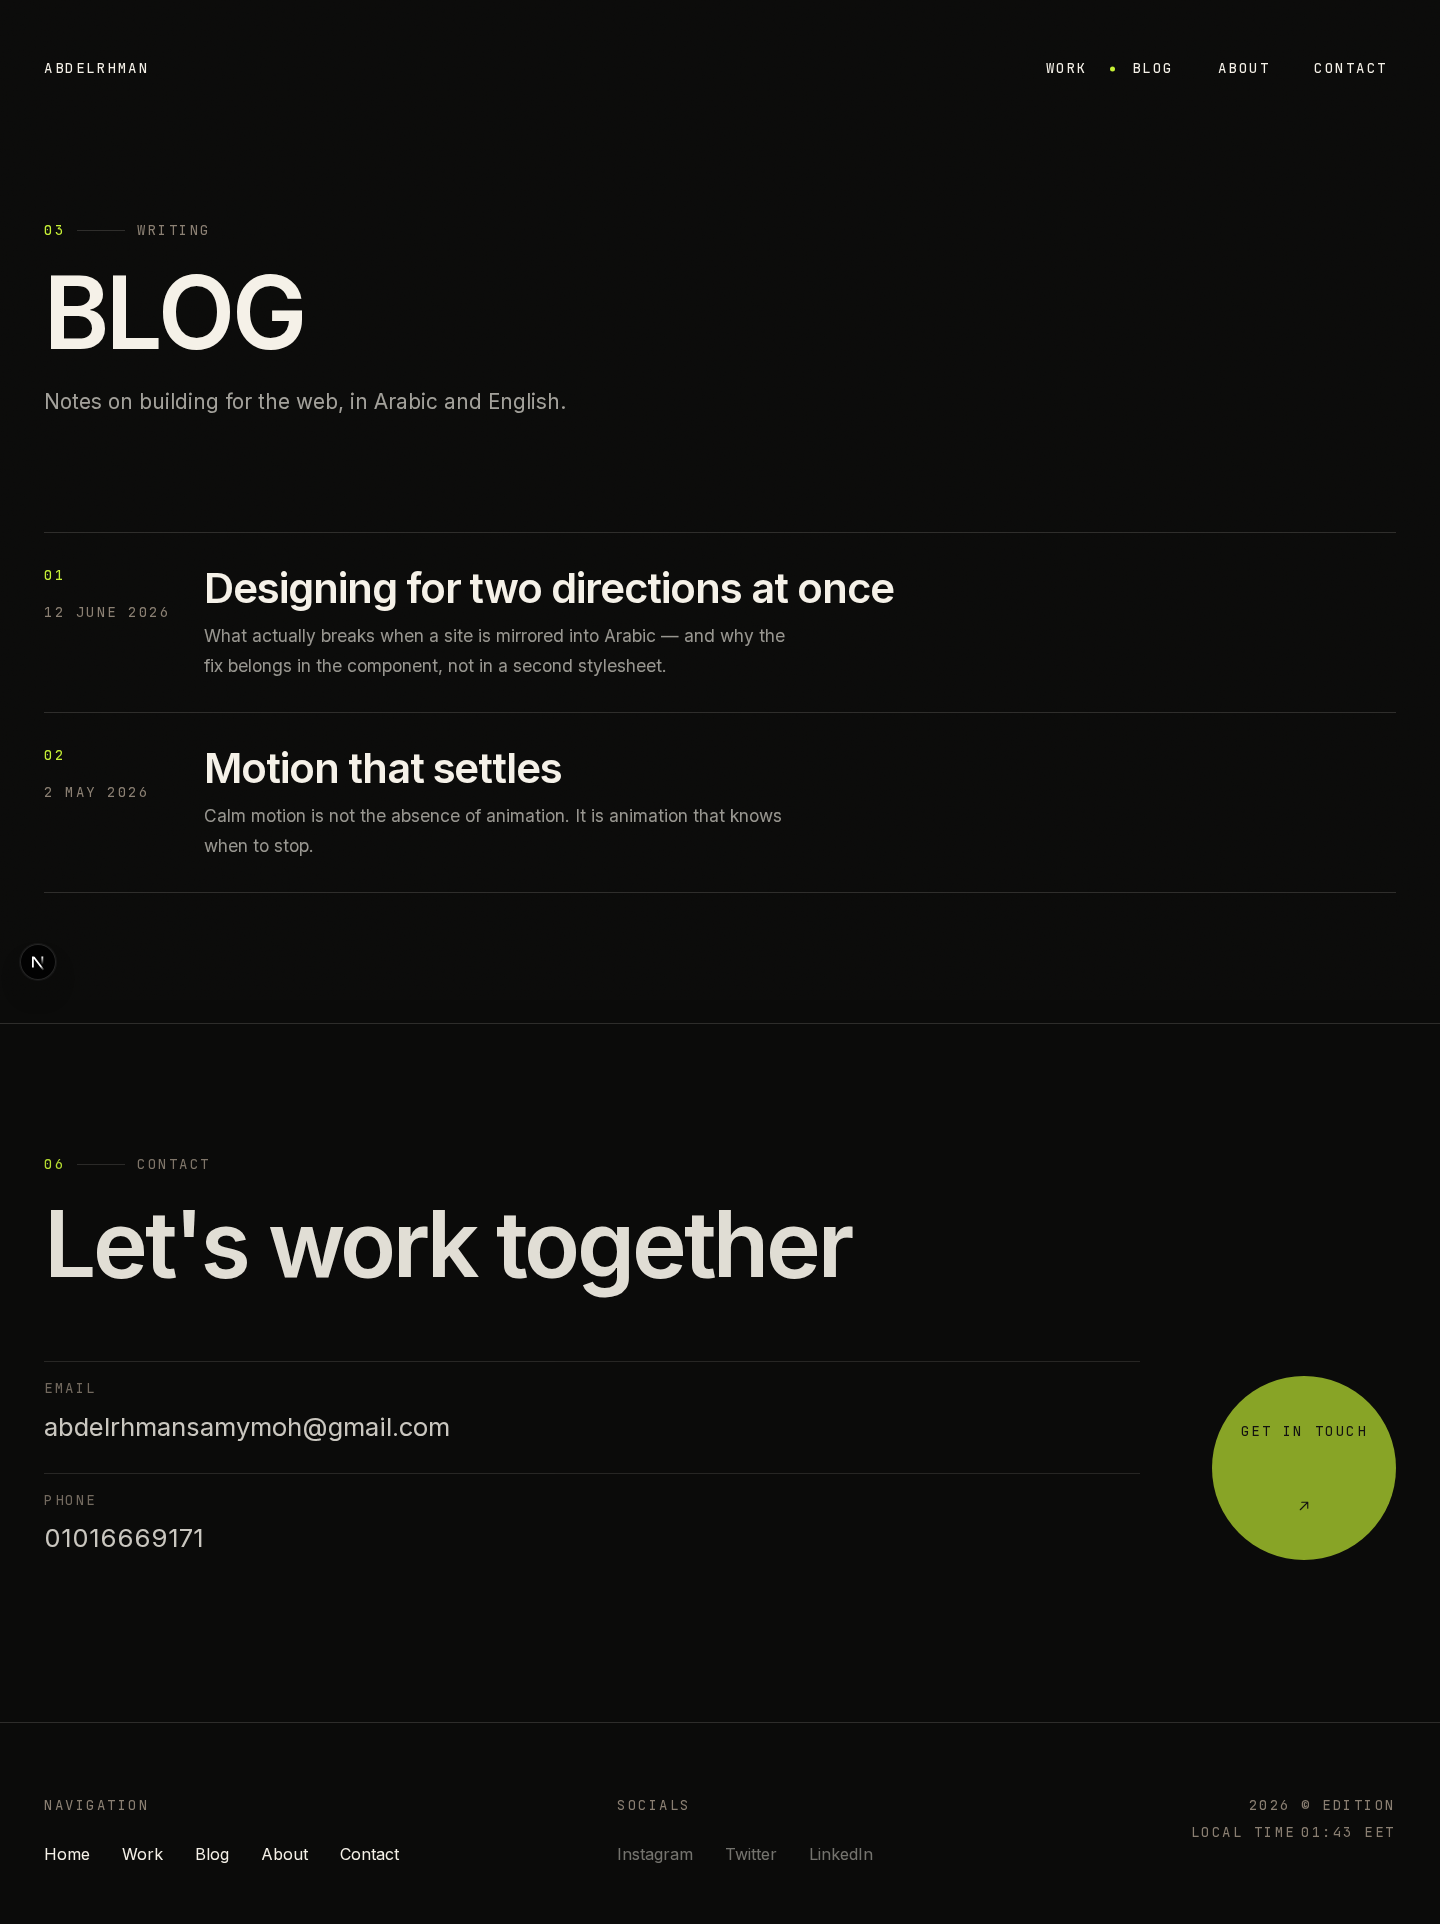 ABDELRHMAN
WORK • BLOG ABOUT CONTACT
03 WRITING
BLOG
Notes on building for the web, in Arabic and English.
01
12 JUNE 2026
Designing for two directions at once
What actually breaks when a site is mirrored into Arabic — and why the
fix belongs in the component, not in a second stylesheet.
02
2 MAY 2026
Motion that settles
Calm motion is not the absence of animation. It is animation that knows
when to stop.
N
06 CONTACT
Let's work together
EMAIL
abdelrhmansamymoh@gmail.com
PHONE
01016669171
GET IN TOUCH
↗
NAVIGATION
Home Work Blog About Contact
SOCIALS
Instagram Twitter LinkedIn
2026 © EDITION
LOCAL TIME 01:43 EET